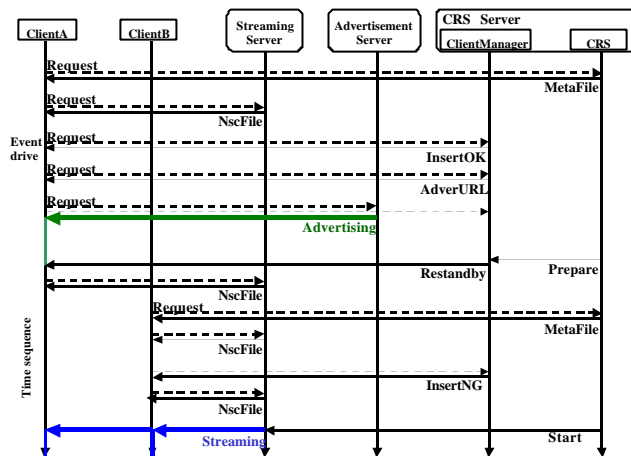 CRS Server
ClientA
ClientB
Streaming
Server
Advertisement
Server
ClientManager
CRS
Request
MetaFile
Request
NscFile
Event
drive
Request
InsertOK
Request
AdverURL
Request
Advertising
Restandby
Prepare
NscFile
Request
MetaFile
NscFile
Time sequence
InsertNG
NscFile
Streaming
Start